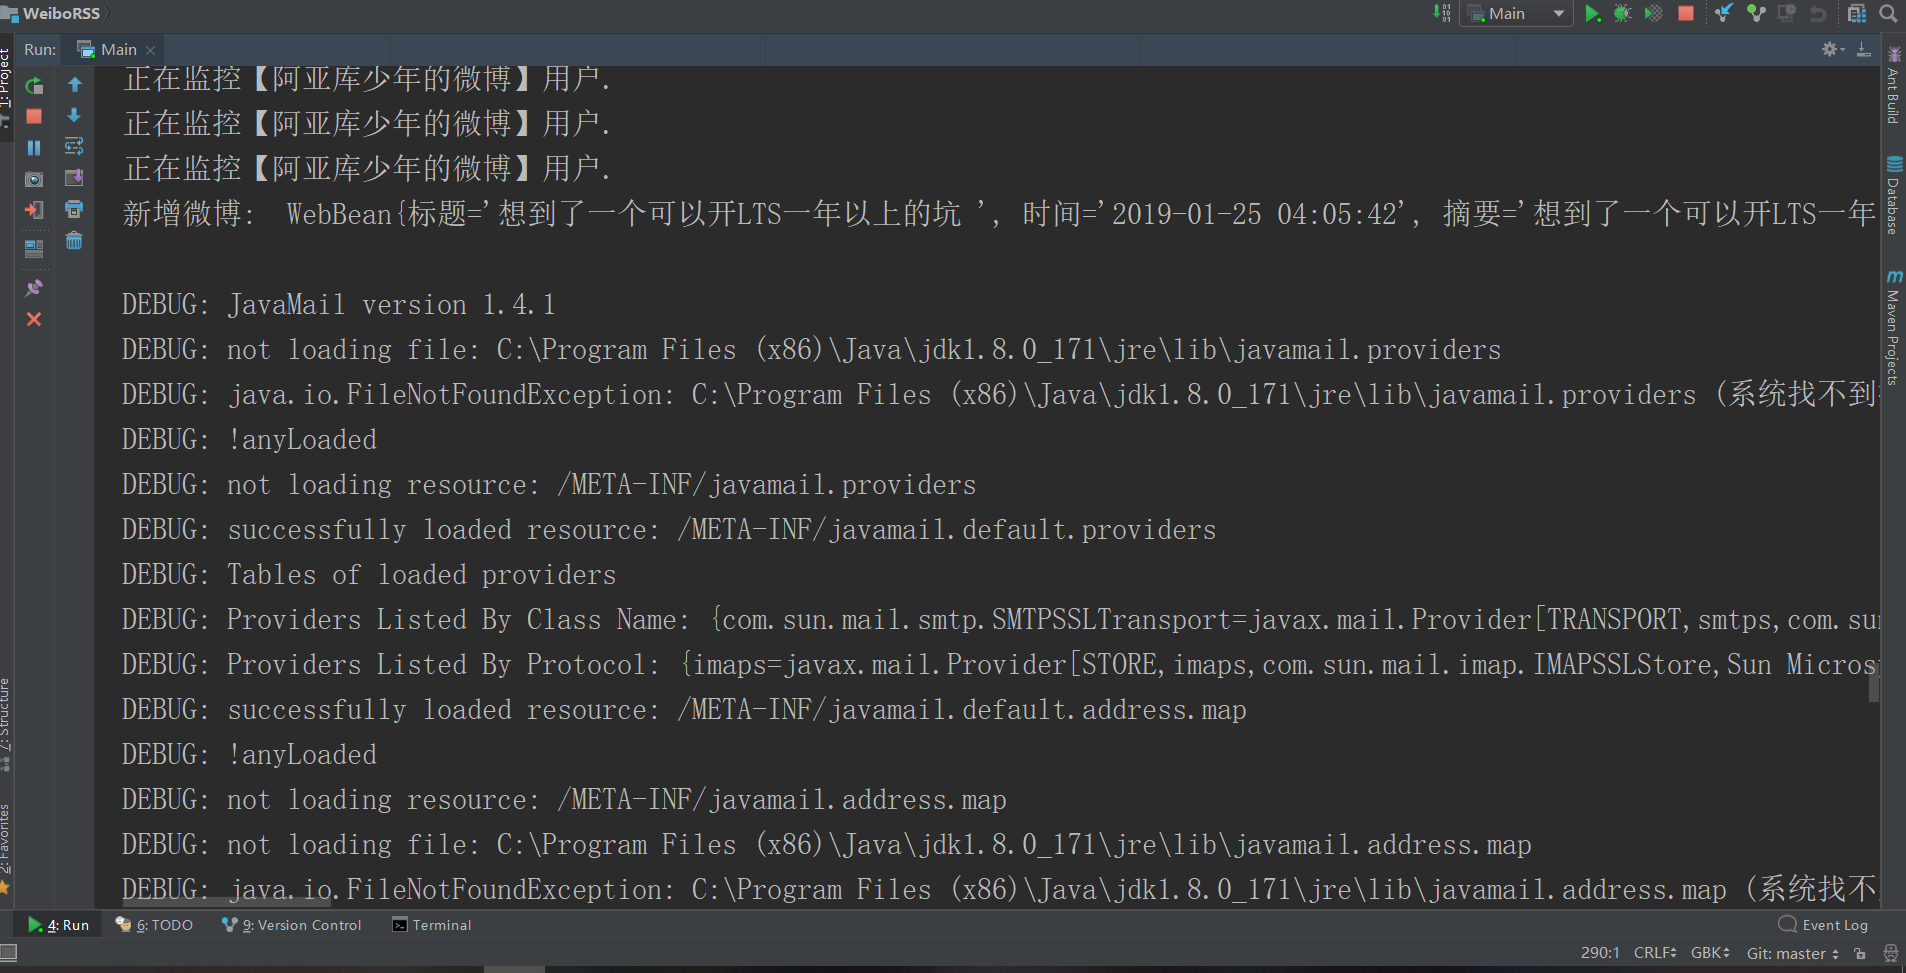 WeiboRSS
Main
Run: Main
正在监控【阿亚库少年的微博】用户.
正在监控【阿亚库少年的微博】用户.
正在监控【阿亚库少年的微博】用户.
新增微博: WebBean{标题='想到了一个可以开LTS一年以上的坑 ', 时间='2019-01-25 04:05:42', 摘要='想到了一个可以开LTS一年
DEBUG: JavaMail version 1.4.1
DEBUG: not loading file: C:\Program Files (x86)\Java\jdk1.8.0_171\jre\lib\javamail.providers
DEBUG: java.io.FileNotFoundException: C:\Program Files (x86)\Java\jdk1.8.0_171\jre\lib\javamail.providers (系统找不到
DEBUG: !anyLoaded
DEBUG: not loading resource: /META-INF/javamail.providers
DEBUG: successfully loaded resource: /META-INF/javamail.default.providers
DEBUG: Tables of loaded providers
DEBUG: Providers Listed By Class Name: {com.sun.mail.smtp.SMTPSSLTransport=javax.mail.Provider[TRANSPORT,smtps,com.su
DEBUG: Providers Listed By Protocol: {imaps=javax.mail.Provider[STORE,imaps,com.sun.mail.imap.IMAPSSLStore,Sun Micros
DEBUG: successfully loaded resource: /META-INF/javamail.default.address.map
DEBUG: !anyLoaded
DEBUG: not loading resource: /META-INF/javamail.address.map
DEBUG: not loading file: C:\Program Files (x86)\Java\jdk1.8.0_171\jre\lib\javamail.address.map
DEBUG: java.io.FileNotFoundException: C:\Program Files (x86)\Java\jdk1.8.0_171\jre\lib\javamail.address.map (系统找不
1: Project
7: Structure
2: Favorites
Ant Build
Database
Maven Projects
4: Run
6: TODO
9: Version Control
Terminal
Event Log
290:1 CRLF GBK Git: master